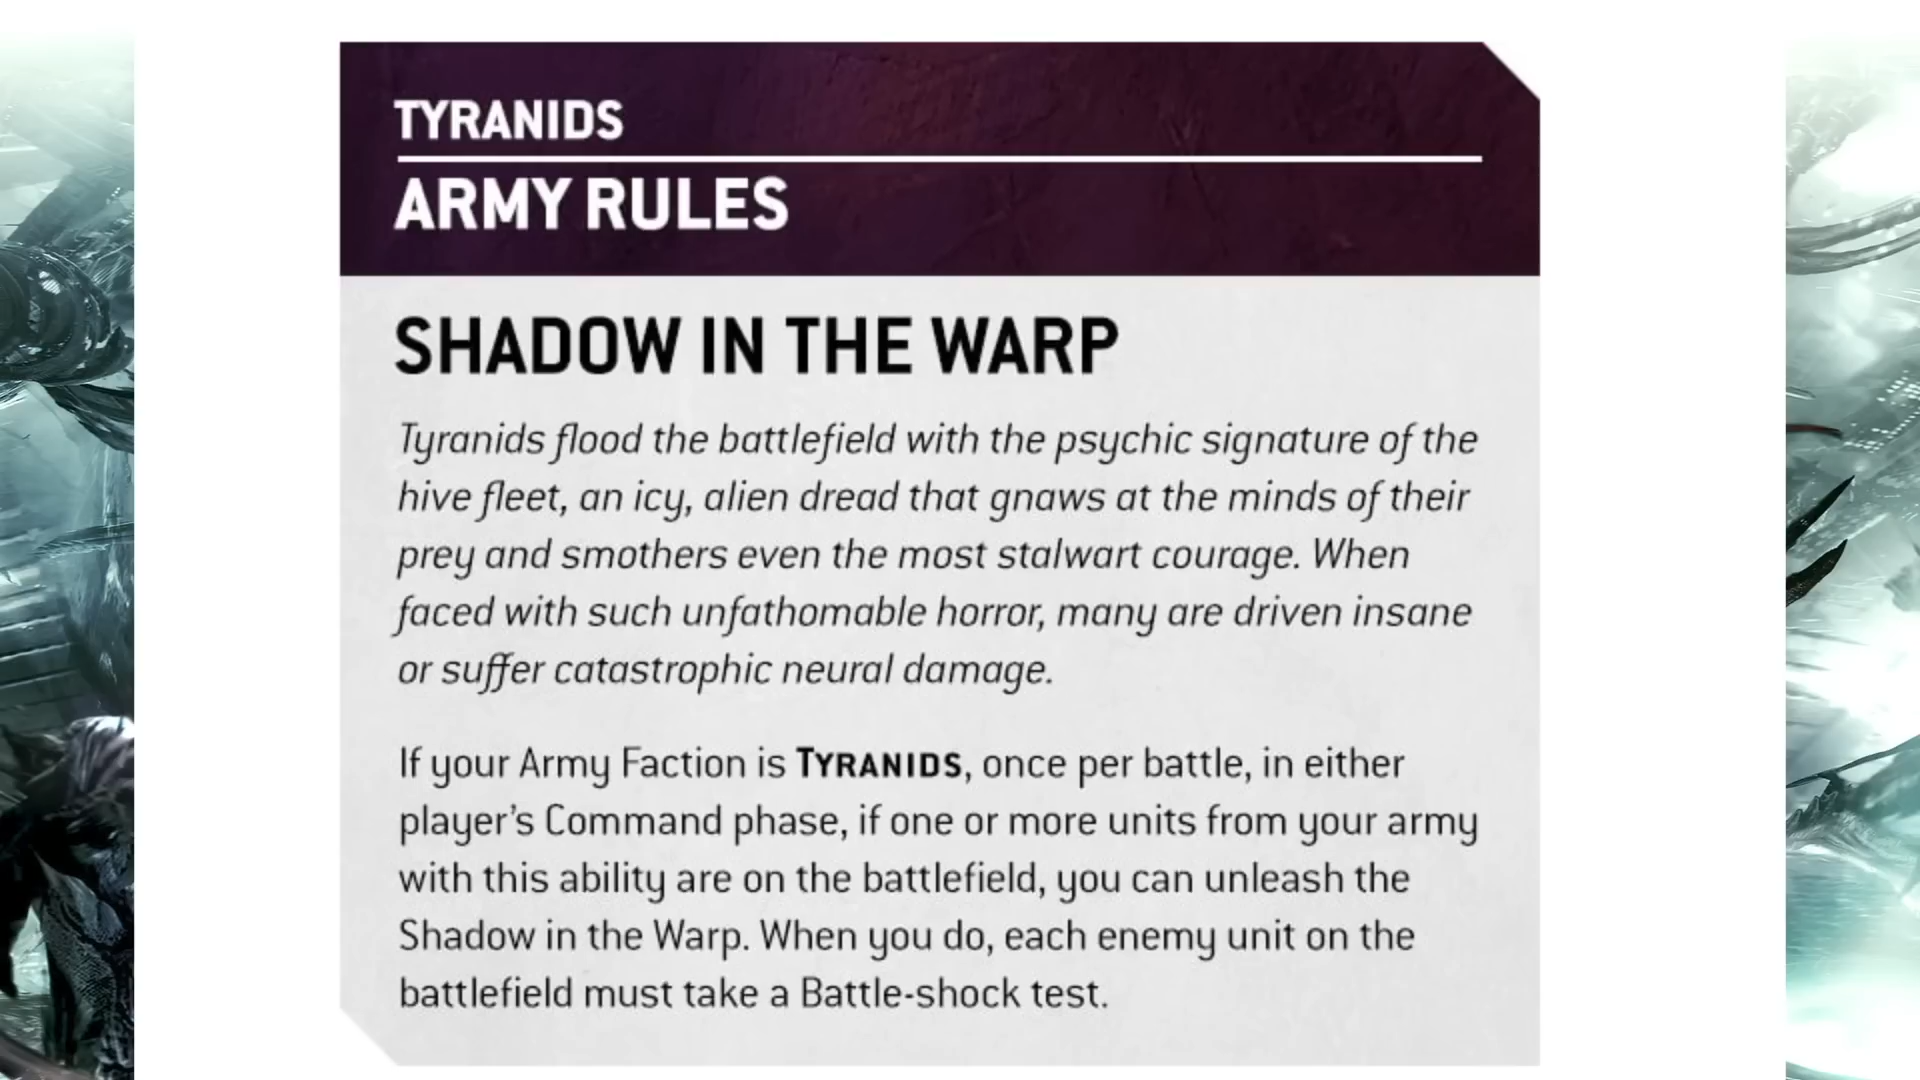 TYRANIDS
ARMY RULES
SHADOW IN THE WARP
Tyranids flood the battlefield with the psychic signature of the
hive fleet, an icy, alien dread that gnaws at the minds of their
prey and smothers even the most stalwart courage. When
faced with such unfathomable horror, many are driven insane
or suffer catastrophic neural damage.
If your Army Faction is TYRANIDS, once per battle, in either
player's Command phase, if one or more units from your army
with this ability are on the battlefield, you can unleash the
Shadow in the Warp. When you do, each enemy unit on the
battlefield must take a Battle-shock test.